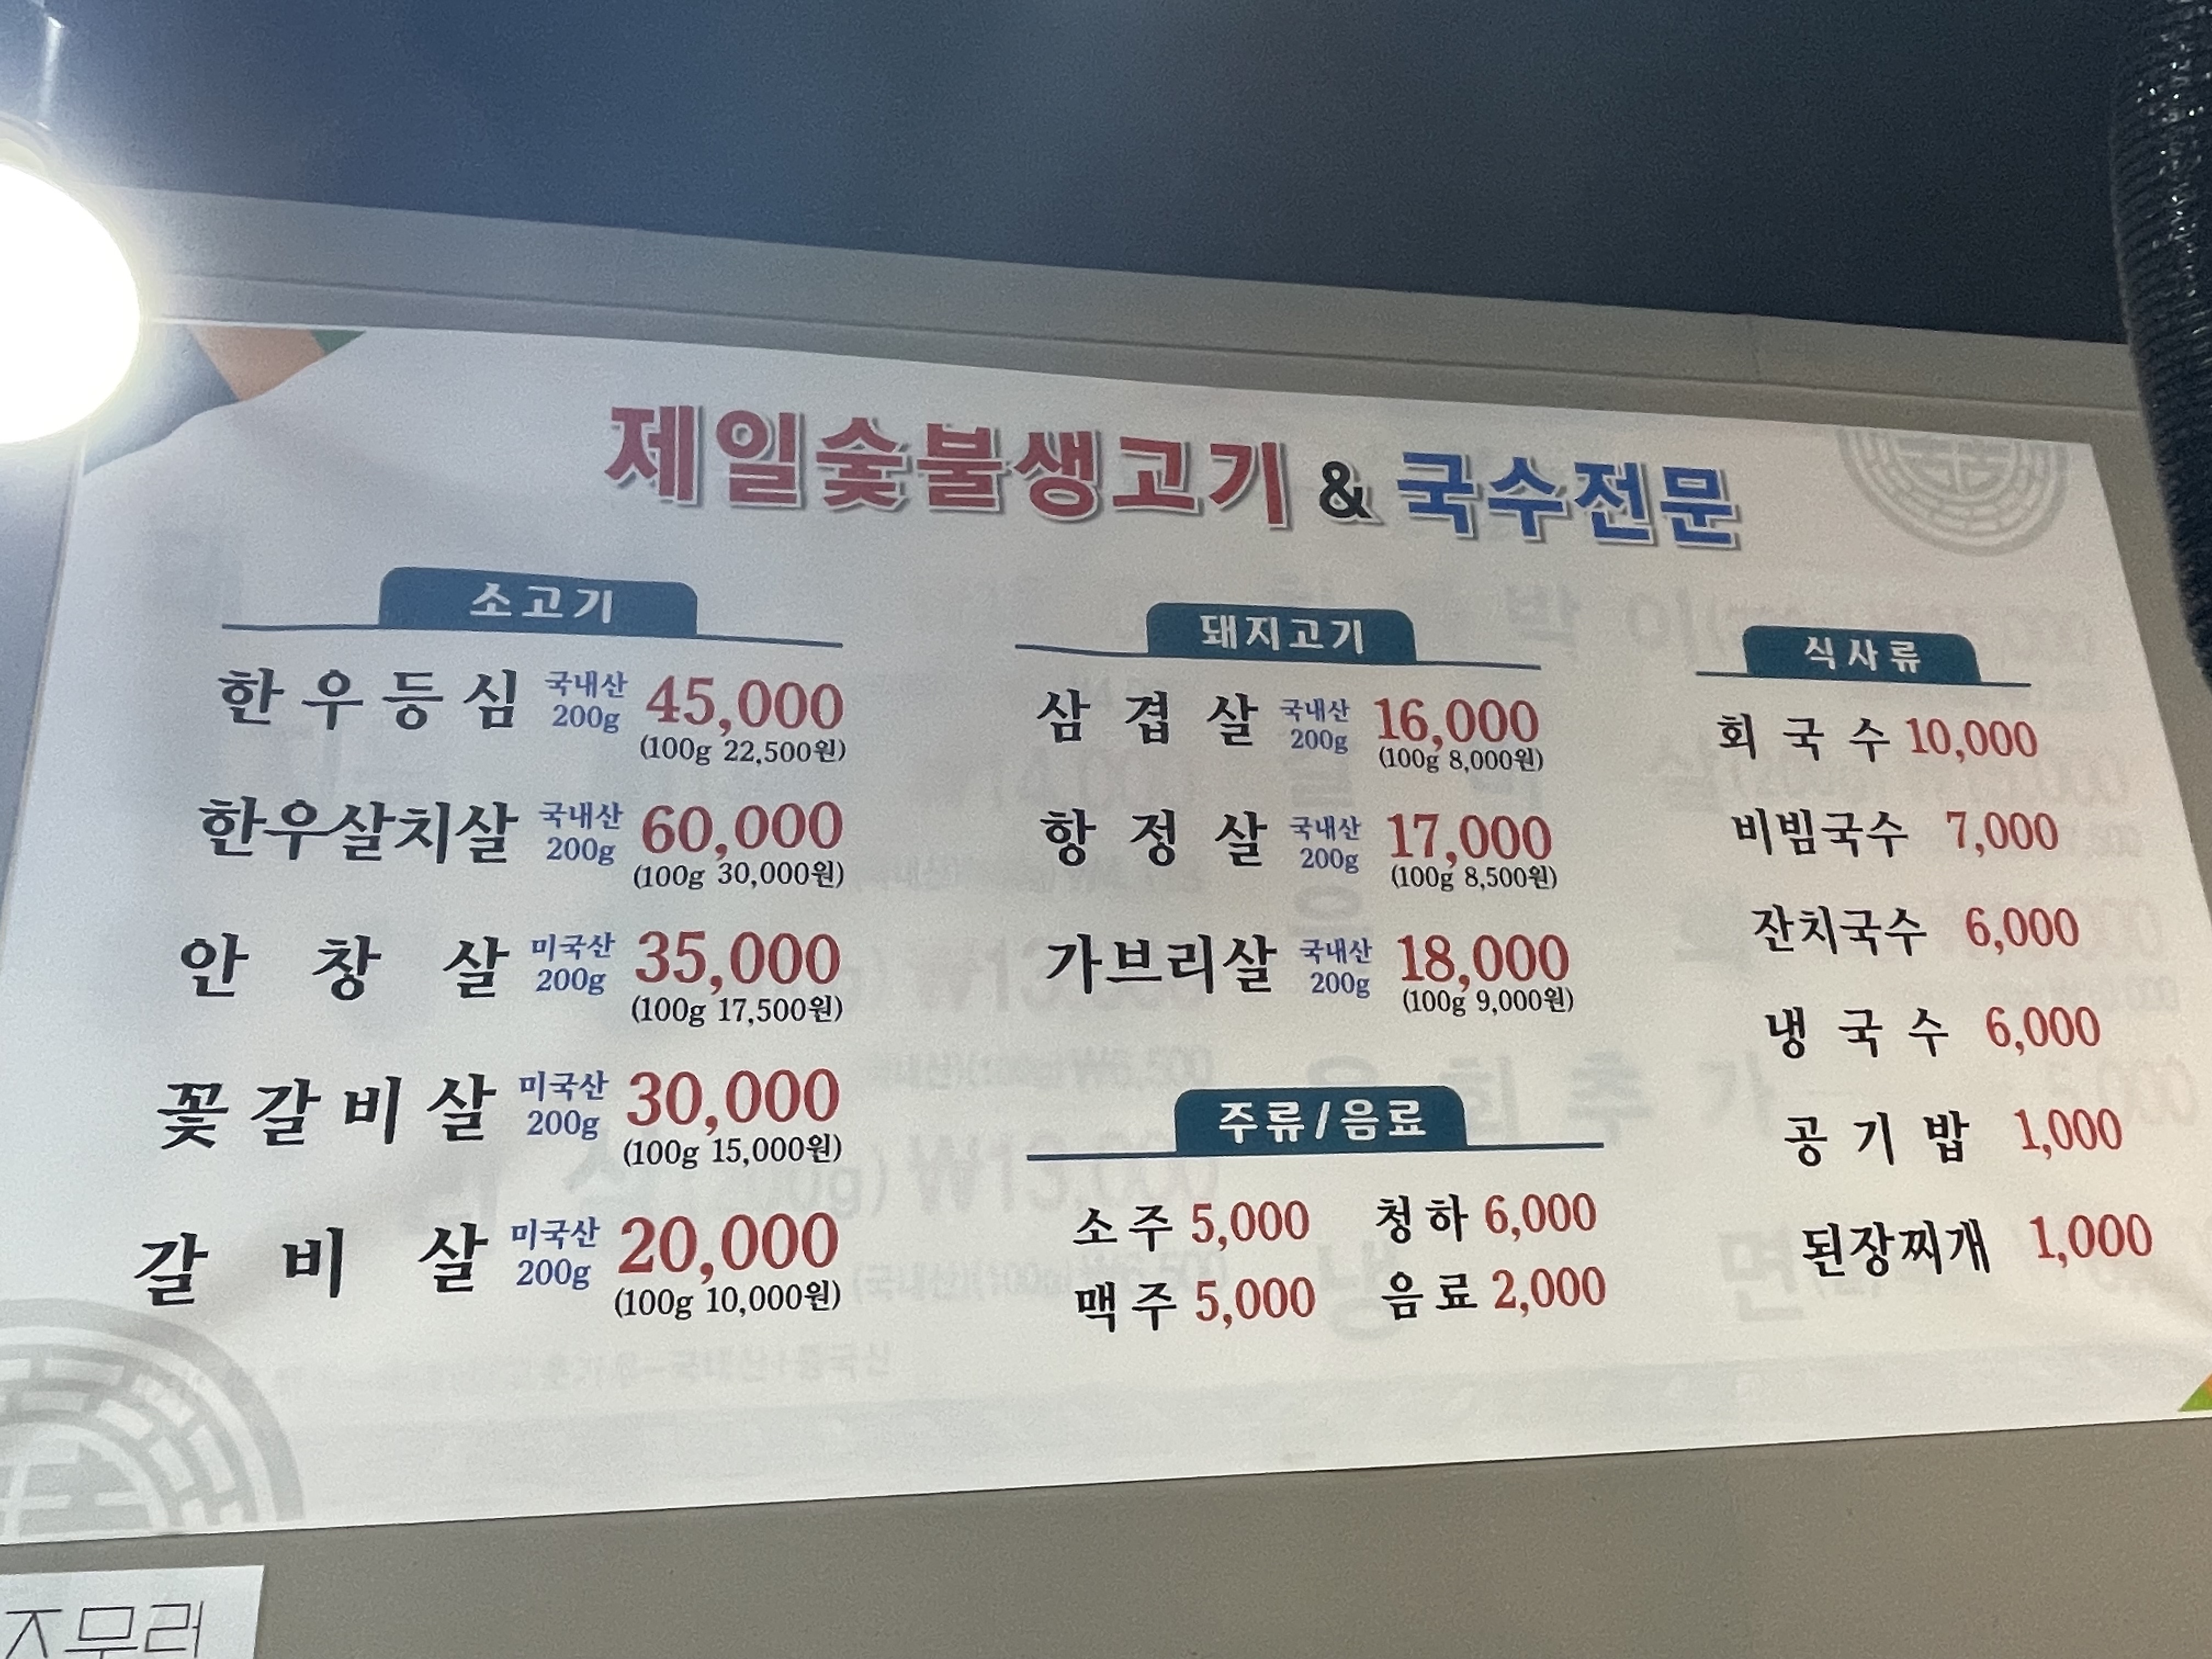 제일숯불생고기 & 국수전문
소고기
한우등심 국내산 200g 45,000
(100g 22,500원)
한우살치살 국내산 200g 60,000
(100g 30,000원)
안창살 미국산 200g 35,000
(100g 17,500원)
꽃갈비살 미국산 200g 30,000
(100g 15,000원)
갈비살 미국산 200g 20,000
(100g 10,000원)
돼지고기
삼겹살 국내산 200g 16,000
(100g 8,000원)
항정살 국내산 200g 17,000
(100g 8,500원)
가브리살 국내산 200g 18,000
(100g 9,000원)
주류/음료
소주 5,000 청하 6,000
맥주 5,000 음료 2,000
식사류
회국수 10,000
비빔국수 7,000
잔치국수 6,000
냉국수 6,000
공기밥 1,000
된장찌개 1,000